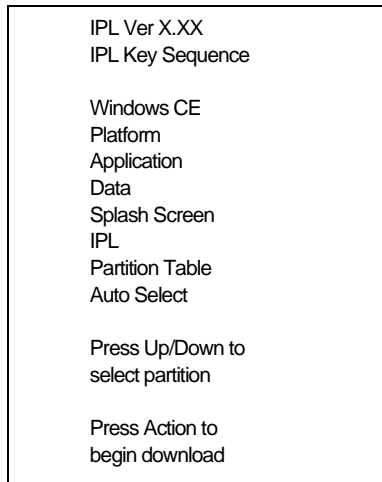 IPL Ver X.XX
IPL Key Sequence
Windows CE
Platform
Application
Data
Splash Screen
IPL
Partition Table
Auto Select
Press Up/Down to
select partition
Press Action to
begin download